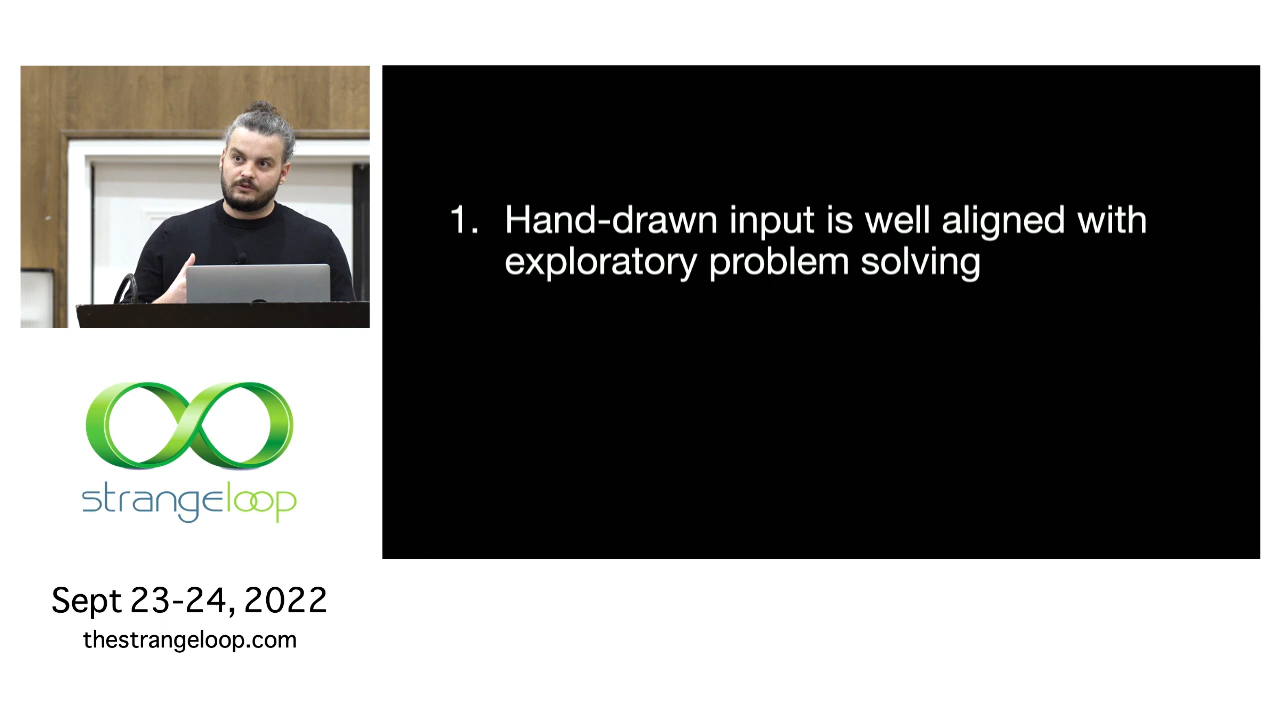 1. Hand-drawn input is well aligned with
exploratory problem solving
strangeloop
Sept 23-24, 2022
thestrangeloop.com